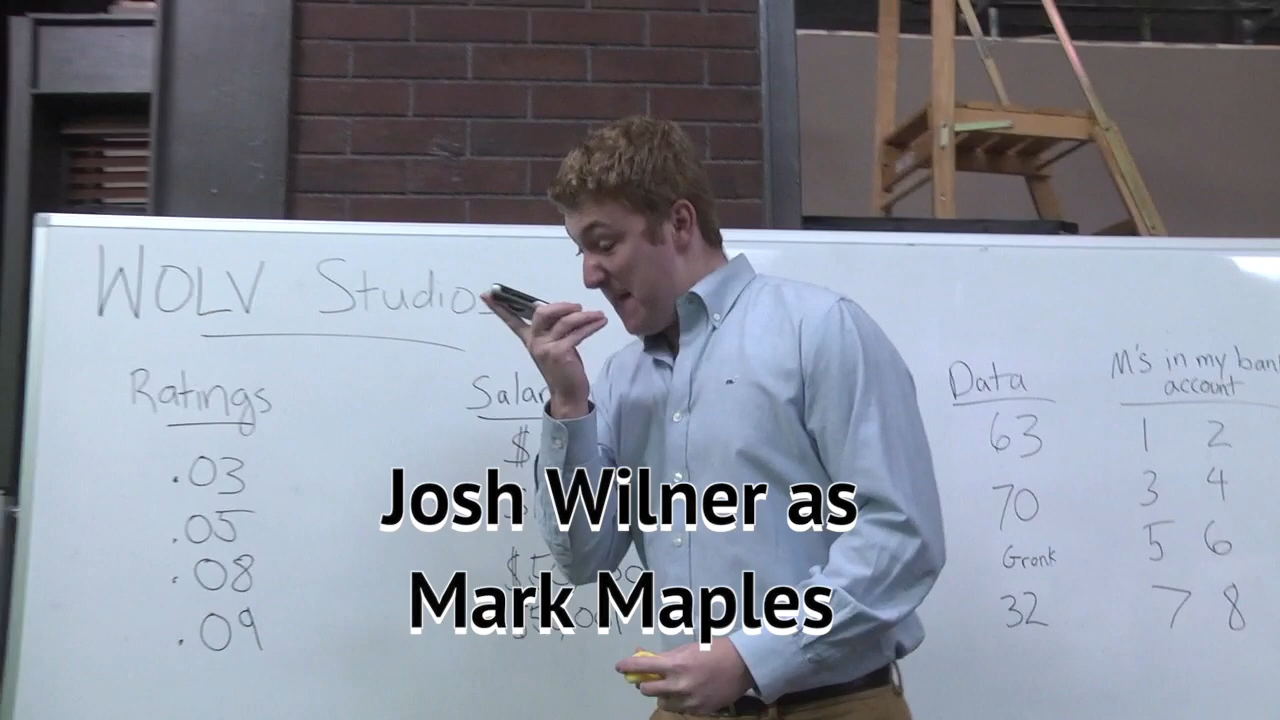 WOLV Studios
Ratings
.03
.05
.08
.09
$
Data
63
70
Gronk
32
M's in my bank
account
1 2
3 4
5 6
7 8
Josh Wilner as
Mark Maples